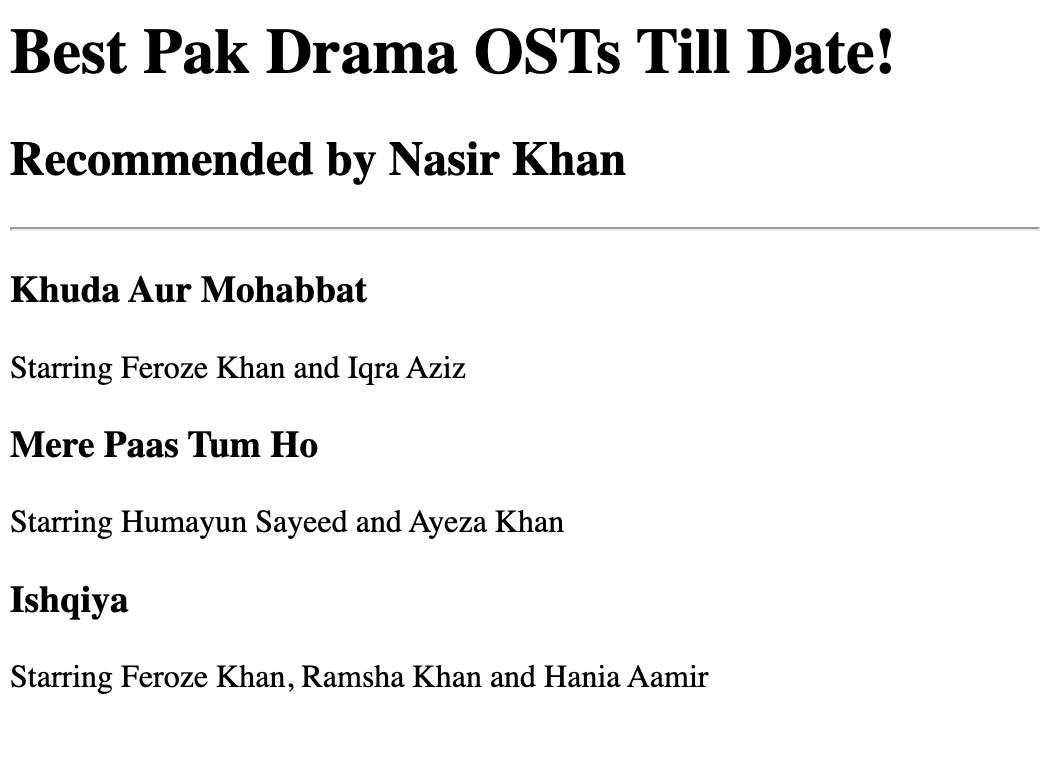 Best Pak Drama OSTs Till Date!
Recommended by Nasir Khan
Khuda Aur Mohabbat
Starring Feroze Khan and Iqra Aziz
Mere Paas Tum Ho
Starring Humayun Sayeed and Ayeza Khan
Ishqiya
Starring Feroze Khan, Ramsha Khan and Hania Aamir